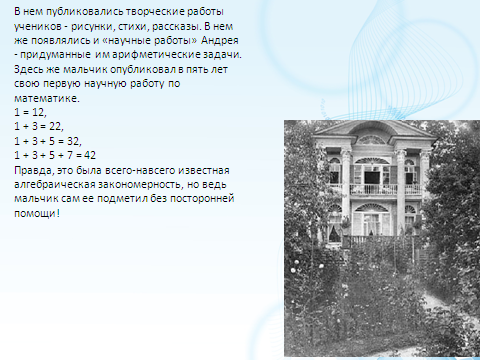 В нем публиковались творческие работы
учеников - рисунки, стихи, рассказы. В нем
же появлялись и «научные работы» Андрея
- придуманные им арифметические задачи.
Здесь же мальчик опубликовал в пять лет
свою первую научную работу по
математике.
1 = 12,
1 + 3 = 22,
1 + 3 + 5 = 32,
1 + 3 + 5 + 7 = 42
Правда, это была всего-навсего известная
алгебраическая закономерность, но ведь
мальчик сам ее подметил без посторонней
помощи!